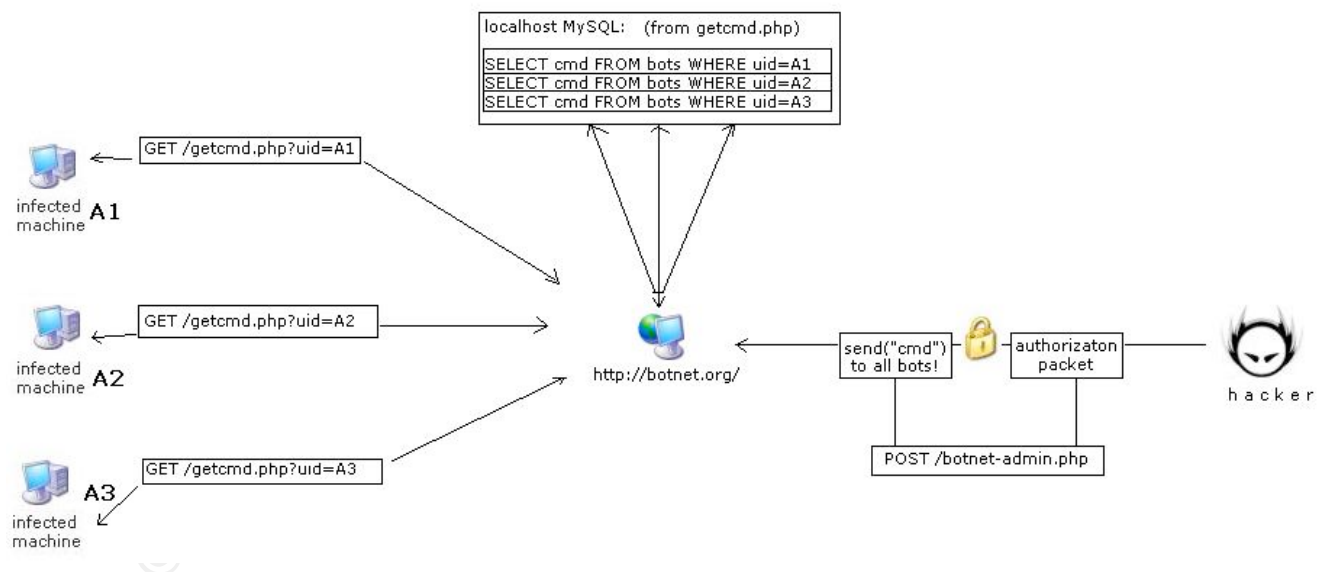 localhost MySQL: (from getcmd.php)
SELECT cmd FROM bots WHERE uid=A1
SELECT cmd FROM bots WHERE uid=A2
SELECT cmd FROM bots WHERE uid=A3
GET /getcmd.php?uid=A1
infected
machine A1
GET /getcmd.php?uid=A2
infected
machine A2
GET /getcmd.php?uid=A3
A3
infected
machine
http://botnet.org/
send("cmd")
to all bots!
authorizaton
packet
POST /botnet-admin.php
hacker